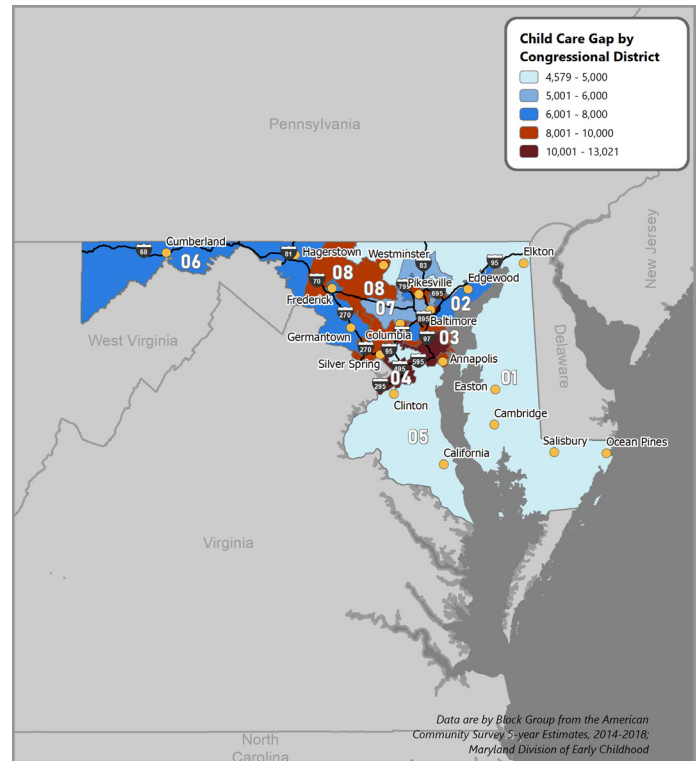 Child Care Gap by
Congressional District
4,579 - 5,000
5,001 - 6,000
6,001 - 8,000
8,001 - 10,000
10,001 - 13,021
Pennsylvania
New Jersey
Cumberland
68
06
81
Hagerstown
Westminster
83
95
Elkton
08
08
70
795
Pikesville
695
Edgewood
Frederick
07
02
270
895
Baltimore
West Virginia
Germantown
Columbia
97
03
Delaware
270
95
Silver Spring
495
595
Annapolis
04
295
Easton
01
Clinton
Cambridge
05
Salisbury
Ocean Pines
California
Virginia
Data are by Block Group from the American
Community Survey 5-year Estimates, 2014-2018;
Maryland Division of Early Childhood
North
Carolina